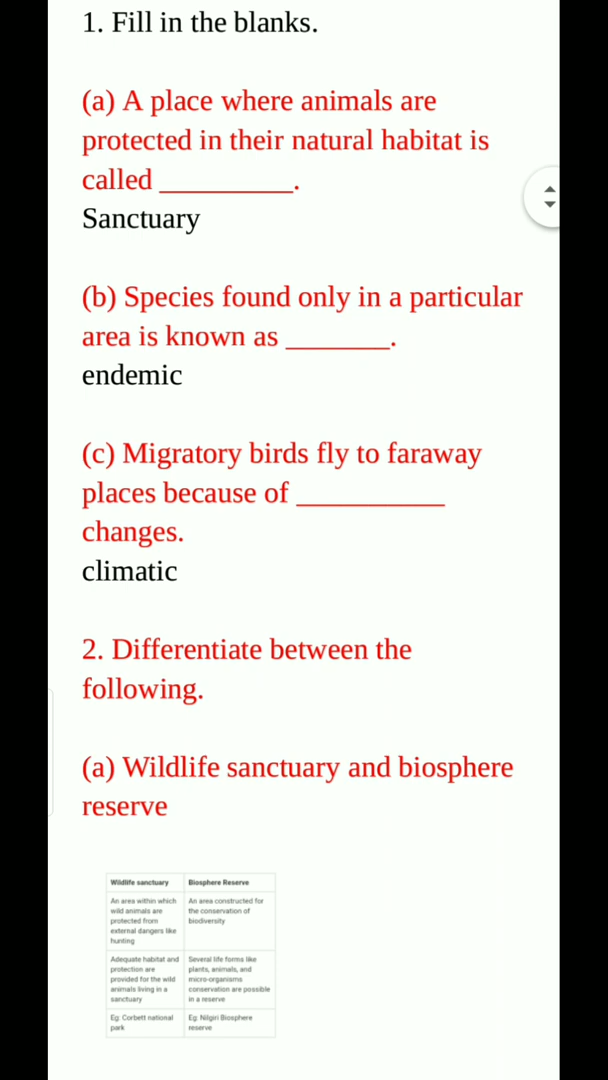 1. Fill in the blanks.
(a) A place where animals are
protected in their natural habitat is
called _________.
Sanctuary
(b) Species found only in a particular
area is known as _______.
endemic
(c) Migratory birds fly to faraway
places because of __________
changes.
climatic
2. Differentiate between the
following.
(a) Wildlife sanctuary and biosphere
reserve
Wildlife sanctuary
Biosphere Reserve
An area within which
wild animals are
protected from
external dangers like
hunting
An area constructed for
the conservation of
biodiversity
Adequate habitat and
protection are
provided for the wild
animals living in a
sanctuary
Several life forms like
plants, animals, and
micro-organisms
conservation are possible
in a reserve
Eg: Corbett national
park
Eg: Nilgiri Biosphere
reserve